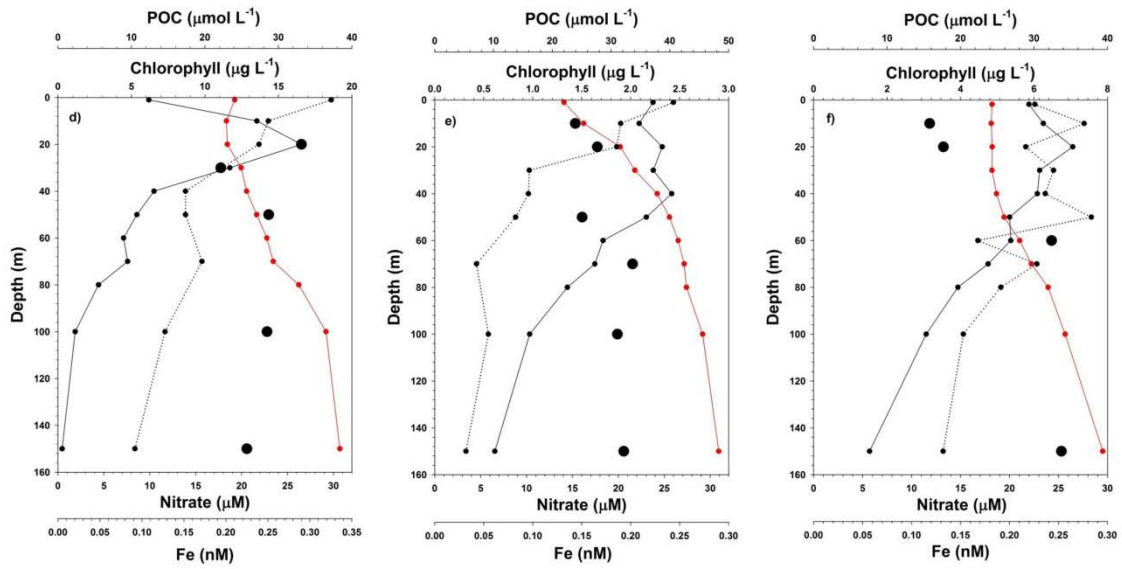 POC (μmol L⁻¹)
0 10 20 30 40
Chlorophyll (μg L⁻¹)
0 5 10 15 20
d)
Depth (m)
0
20
40
60
80
100
120
140
160
0 5 10 15 20 25 30
Nitrate (μM)
0.00 0.05 0.10 0.15 0.20 0.25 0.30 0.35
Fe (nM)
POC (μmol L⁻¹)
0 10 20 30 40 50
Chlorophyll (μg L⁻¹)
0.0 0.5 1.0 1.5 2.0 2.5 3.0
e)
Depth (m)
0
20
40
60
80
100
120
140
160
0 5 10 15 20 25 30
Nitrate (μM)
0.00 0.05 0.10 0.15 0.20 0.25 0.30
Fe (nM)
POC (μmol L⁻¹)
0 10 20 30 40
Chlorophyll (μg L⁻¹)
0 1 2 3 4 5 6 7 8
f)
Depth (m)
0
20
40
60
80
100
120
140
160
0 5 10 15 20 25 30
Nitrate (μM)
0.00 0.05 0.10 0.15 0.20 0.25 0.30
Fe (nM)